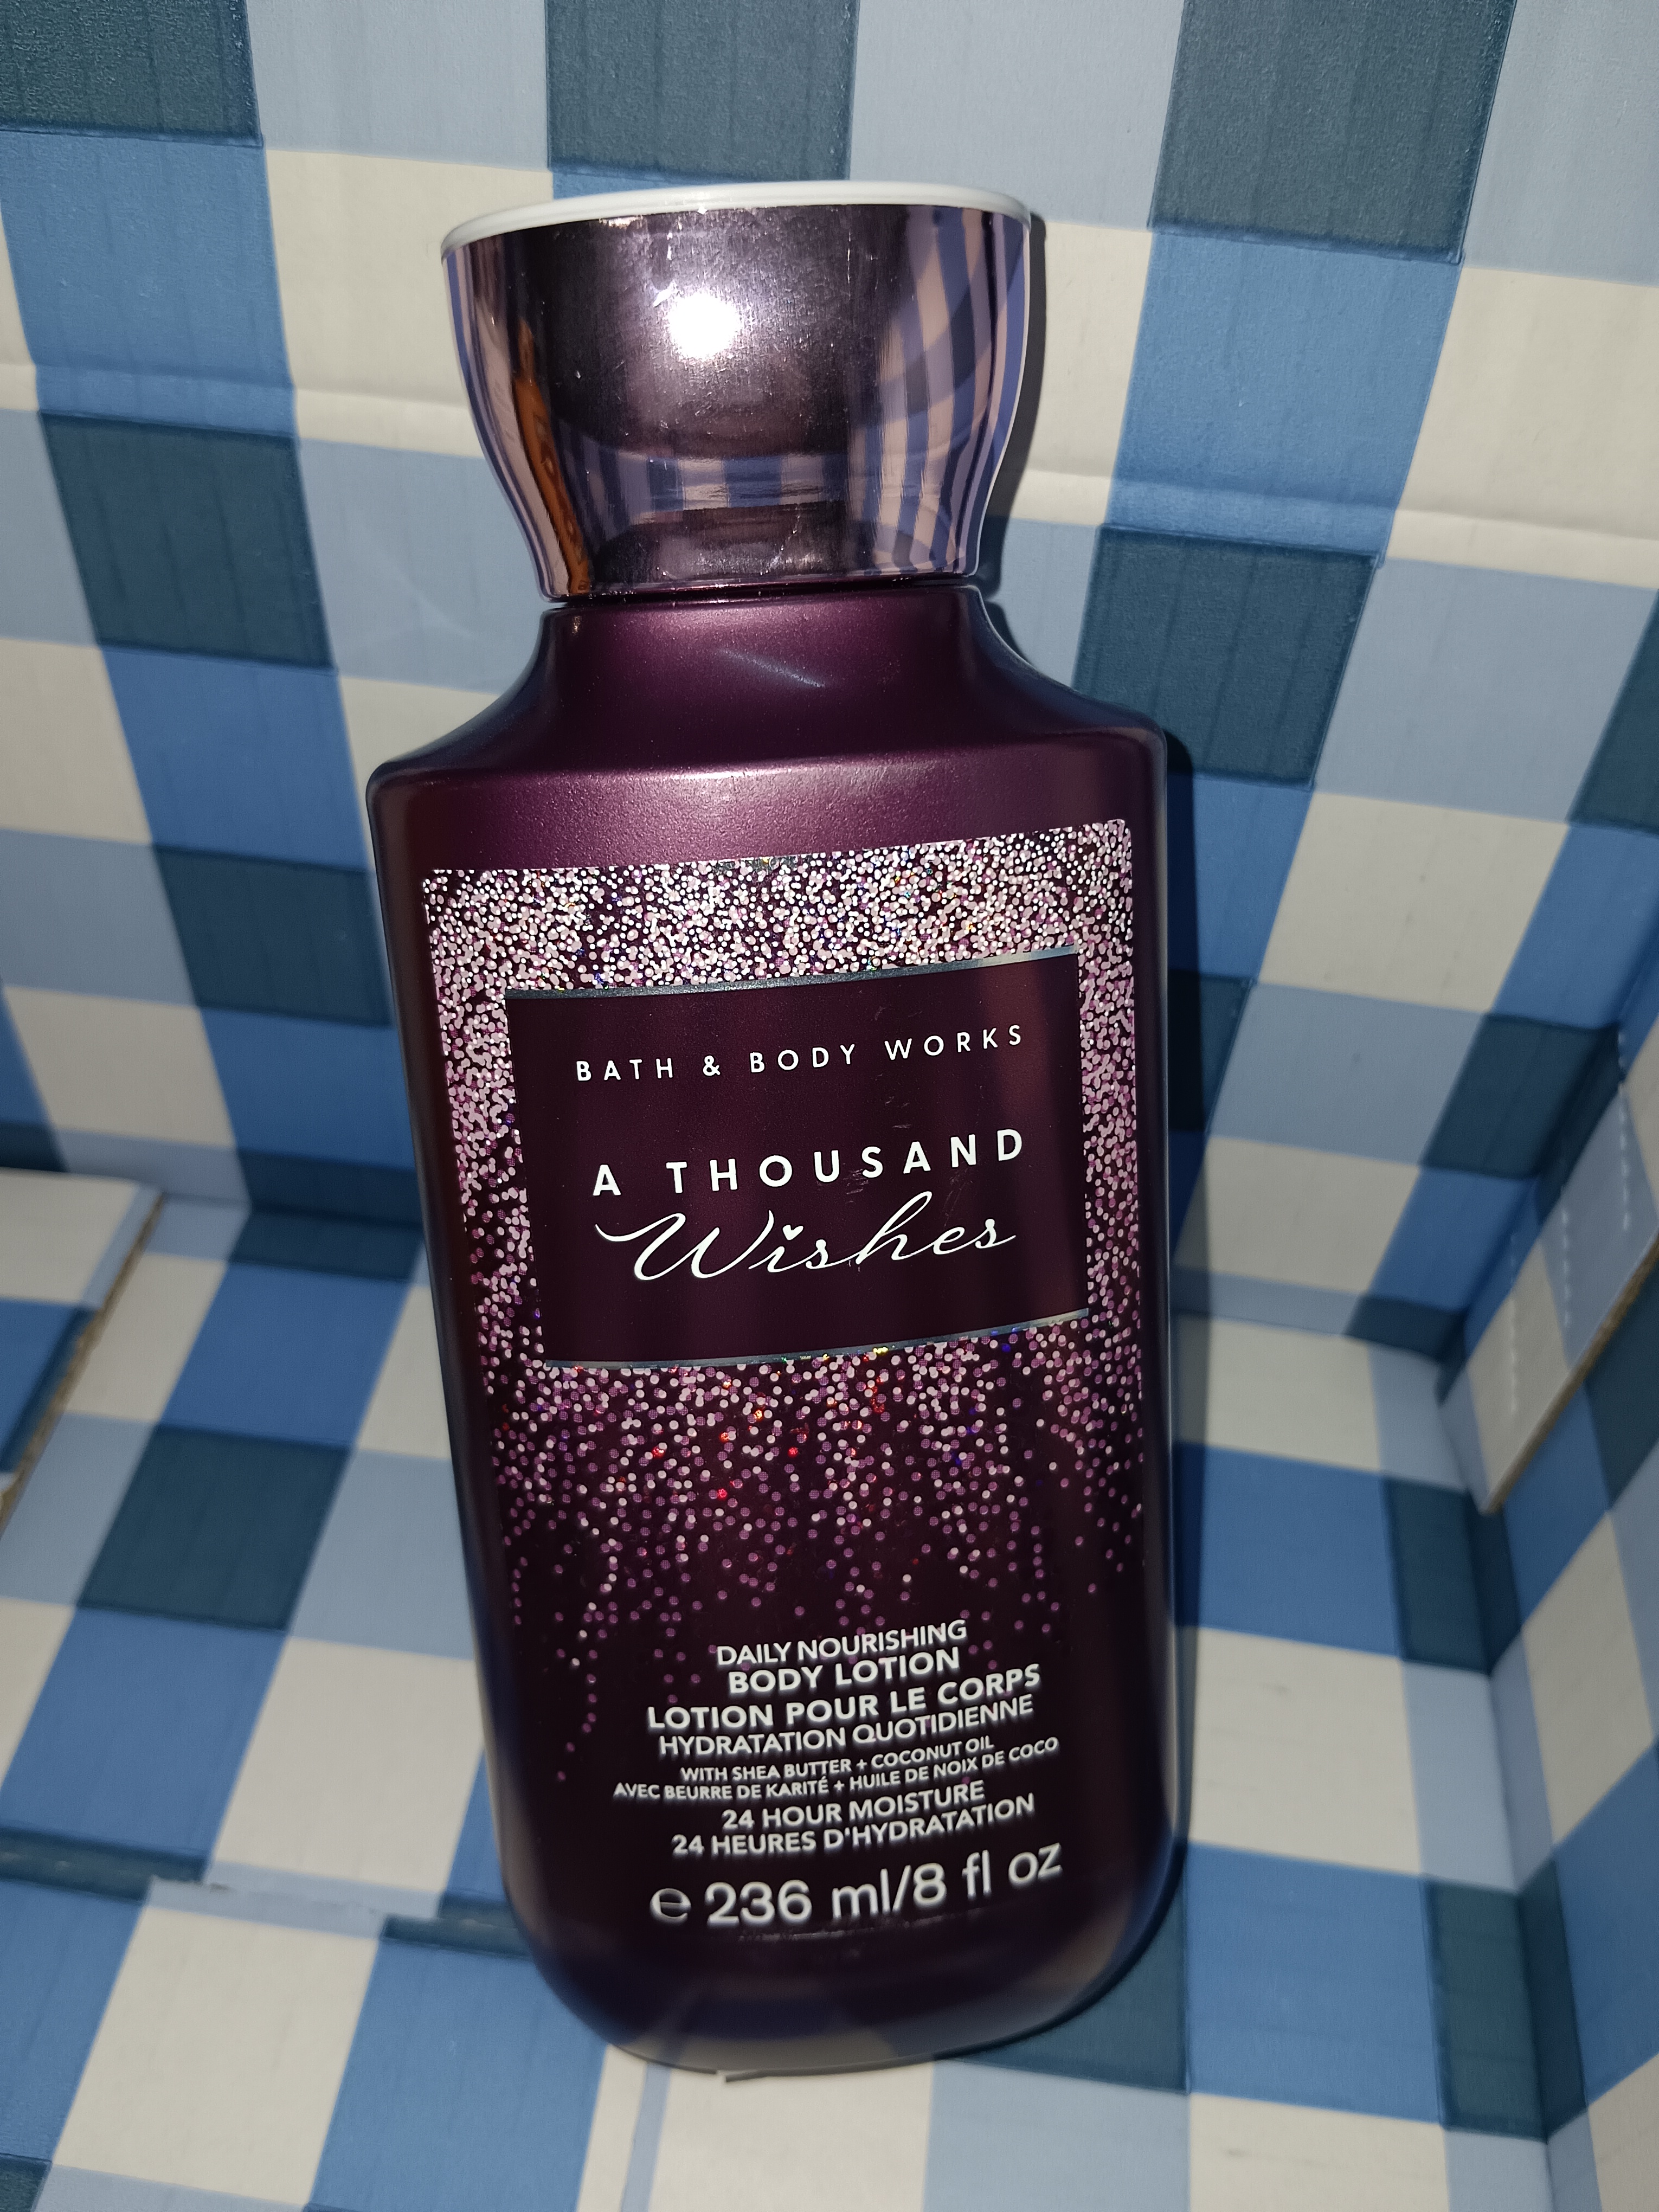 BATH & BODY WORKS
A THOUSAND
Wishes
DAILY NOURISHING
BODY LOTION
LOTION POUR LE CORPS
HYDRATATION QUOTIDIENNE
WITH SHEA BUTTER + COCONUT OIL
AVEC BEURRE DE KARITÉ + HUILE DE NOIX DE COCO
24 HOUR MOISTURE
24 HEURES D'HYDRATATION
℮ 236 ml/8 fl oz